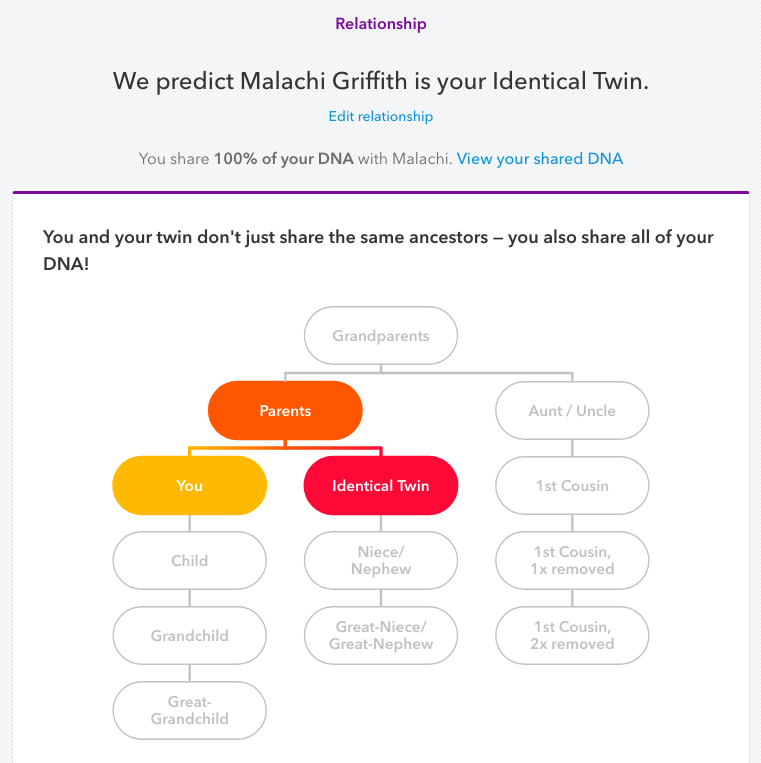 Relationship
We predict Malachi Griffith is your Identical Twin.
Edit relationship
You share 100% of your DNA with Malachi. View your shared DNA
You and your twin don't just share the same ancestors – you also share all of your
DNA!
Grandparents
Parents
Aunt / Uncle
You
Identical Twin
1st Cousin
Child
Niece/
Nephew
1st Cousin,
1x removed
Grandchild
Great-Niece/
Great-Nephew
1st Cousin,
2x removed
Great-
Grandchild